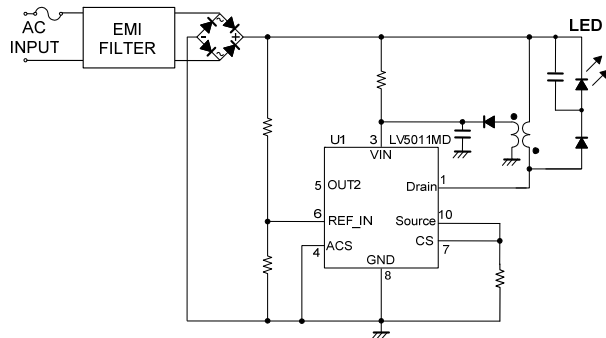 AC
INPUT
EMI
FILTER
~
-
+
~
LED
U1
3
LV5011MD
VIN
5
OUT2
Drain
1
6
REF_IN
Source
10
4
ACS
CS
7
GND
8